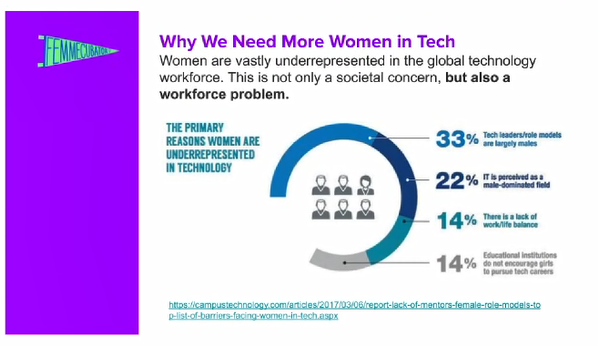 FEMMECUBATOR
Why We Need More Women in Tech
Women are vastly underrepresented in the global technology
workforce. This is not only a societal concern, but also a
workforce problem.
THE PRIMARY
REASONS WOMEN ARE
UNDERREPRESENTED
IN TECHNOLOGY
33% Tech leaders/role models
are largely males
22% IT is perceived as a
male-dominated field
14% There is a lack of
work/life balance
14% Educational institutions
do not encourage girls
to pursue tech careers
https://campustechnology.com/articles/2017/03/06/report-lack-of-mentors-female-role-models-to
p-list-of-barriers-facing-women-in-tech.aspx